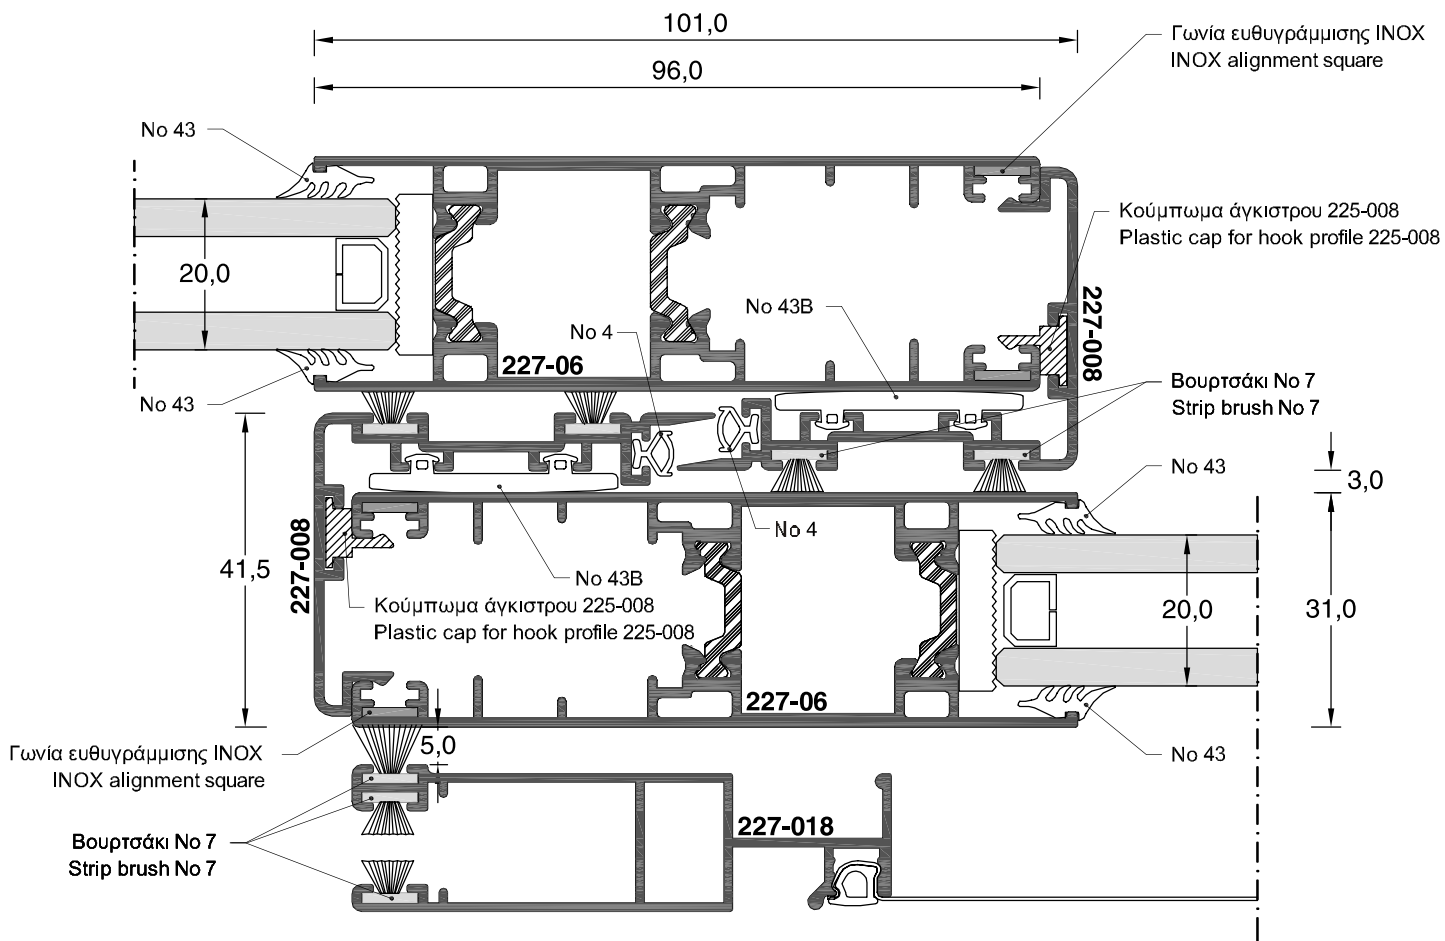 101,0
Γωνία ευθυγράμμισης INOX
INOX alignment square
96,0
No 43
Κούμπωμα άγκιστρου 225-008
Plastic cap for hook profile 225-008
20,0
No 43B
227-008
No 4
227-06
Βουρτσάκι No 7
Strip brush No 7
No 43
No 43
3,0
No 4
41,5
227-008
No 43B
Κούμπωμα άγκιστρου 225-008
Plastic cap for hook profile 225-008
20,0
31,0
227-06
5,0
No 43
Γωνία ευθυγράμμισης INOX
INOX alignment square
227-018
Βουρτσάκι No 7
Strip brush No 7